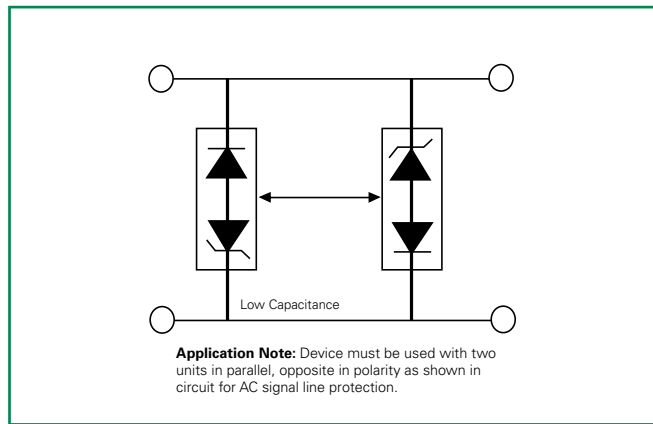 Low Capacitance
Application Note: Device must be used with two
units in parallel, opposite in polarity as shown in
circuit for AC signal line protection.